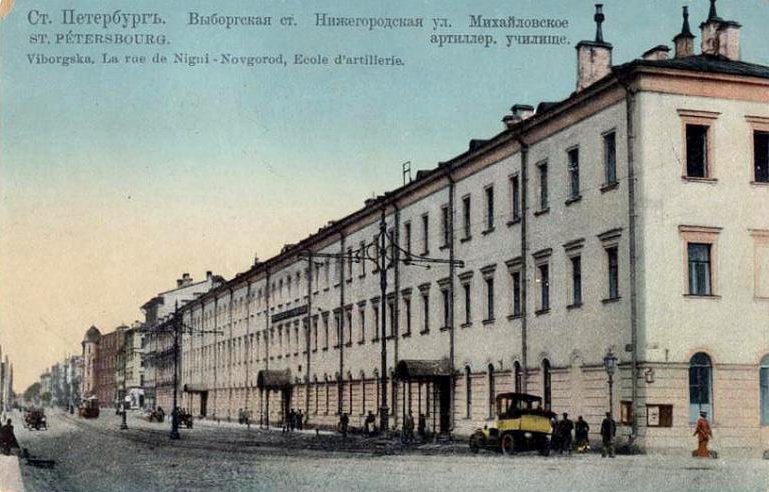 Ст. Петербургъ. Выборгская ст. Нижегородская ул. Михайловское
артиллер. училище.
ST. PÉTERSBOURG.
Viborgska. La rue de Nigni-Novgorod, Ecole d'artillerie.